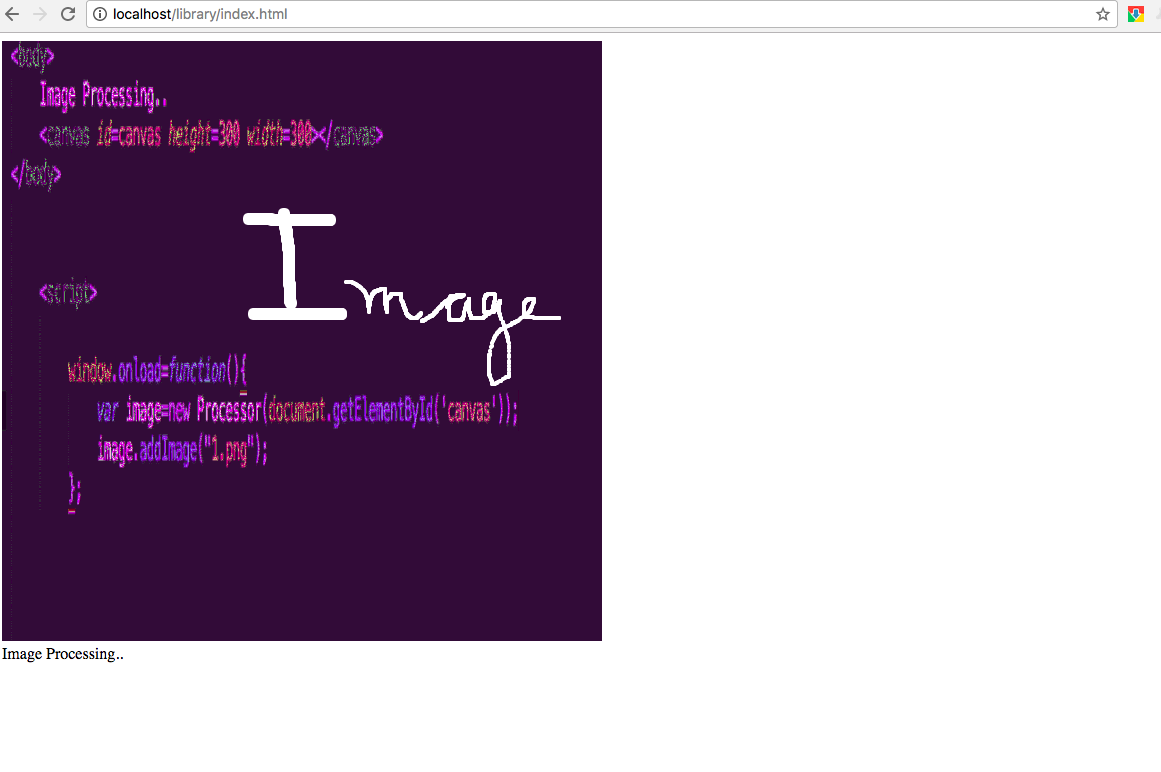 localhost/library/index.html
<body>
Image Processing..
<canvas id=canvas height=300 width=300></canvas>
</body>
Image
<script>
window.onload=function(){
var image=new Processor(document.getElementById('canvas'));
image.addImage("1.png");
};
Image Processing..